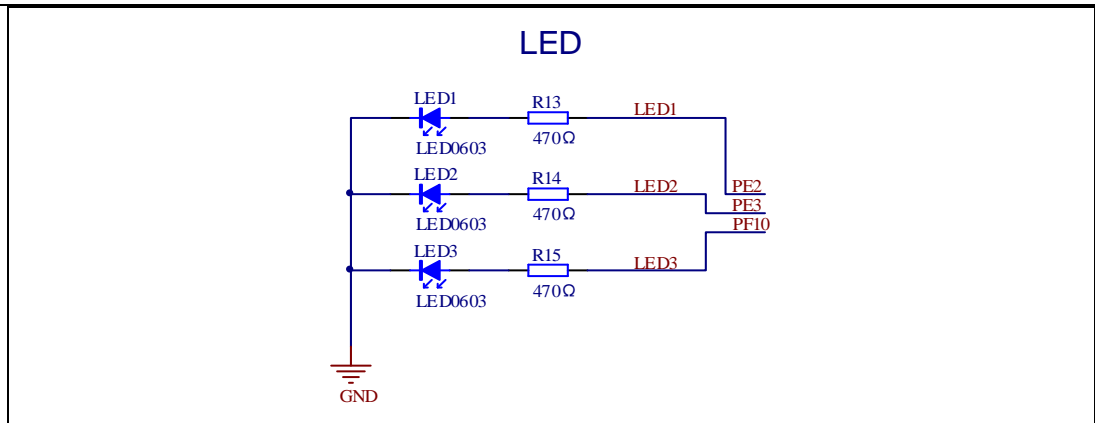 LED
LED1
R13
LED1
470Ω
LED0603
LED2
R14
LED2
PE2
470Ω
PE3
LED0603
PF10
LED3
R15
LED3
470Ω
LED0603
GND